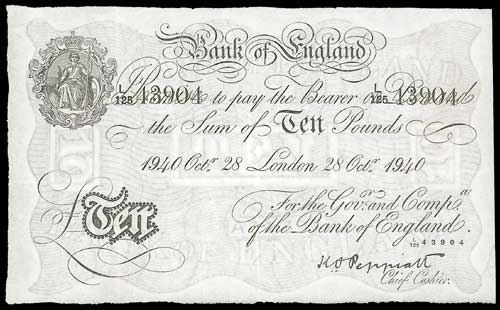 Bank of England
I Promise to pay the Bearer on Demand
L/125 43904 L/125 43904
the Sum of Ten Pounds
1940 Octr. 28 London 28 Octr. 1940
For the Govr. and Compa.
of the Bank of England.
£Ten
L/125 43904
K.O. Peppiatt
Chief Cashier.